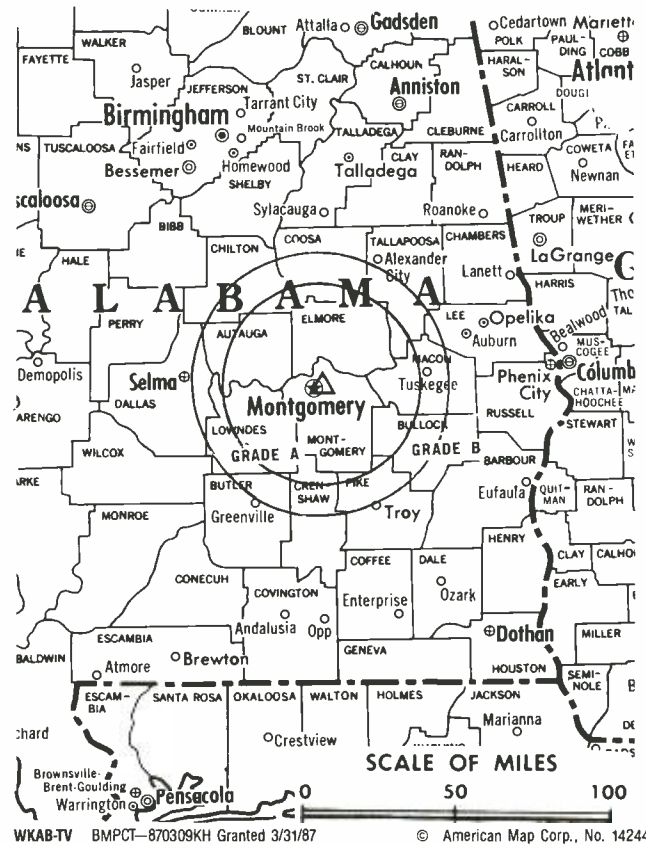 BLOUNT
Attalla
Gadsden
Cedartown
POLK
PAUL-
DING
COBB
WALKER
FAYETTE
Jasper
JEFFERSON
ST. CLAIR
CALHOUN
Anniston
HARAL-
SON
Birmingham
Tarrant City
Mountain Brook
TALLADEGA
CLEBURNE
CARROLL
Carrollton
TUSCALOOSA
Fairfield
Homewood
Bessemer
SHELBY
Talladega
CLAY
RAN-
DOLPH
HEARD
COWETA
Newnan
scaloosa
Sylacauga
Roanoke
TROUP
MERI-
WETHER
BIBB
CHILTON
COOSA
TALLAPOOSA
CHAMBERS
LaGrange
HALE
Alexander
City
Lanett
HARRIS
TAL
ALABAMA
PERRY
AUTAUGA
ELMORE
LEE
Opelika
Auburn
Bealwood
MUS-
COGEE
Demopolis
Selma
DALLAS
MACON
Tuskegee
Phenix
City
Columb
CHATTA-
HOOCHEE
MA
Montgomery
RUSSELL
STEWART
ARENGO
WILCOX
LOWNDES
MONT-
GOMERY
BULLOCK
GRADE A
GRADE B
BARBOUR
BUTLER
CREN-
SHAW
PIKE
Eufaula
QUIT-
MAN
RAN-
DOLPH
MONROE
Greenville
Troy
HENRY
COFFEE
DALE
CLAY
CALHO
CONECUH
COVINGTON
Ozark
EARLY
Andalusia
Opp
Enterprise
ESCAMBIA
Dothan
MILLER
BALDWIN
Atmore
Brewton
GENEVA
HOUSTON
SEMI-
NOLE
ESCAM-
BIA
SANTA ROSA
OKALOOSA
WALTON
HOLMES
JACKSON
Marianna
chard
Crestview
SCALE OF MILES
Brownsville-
Brent-Goulding
Warrington
Pensacola
0 50 100
WKAB-TV BMPCT—870309KH Granted 3/31/87 © American Map Corp., No. 14244